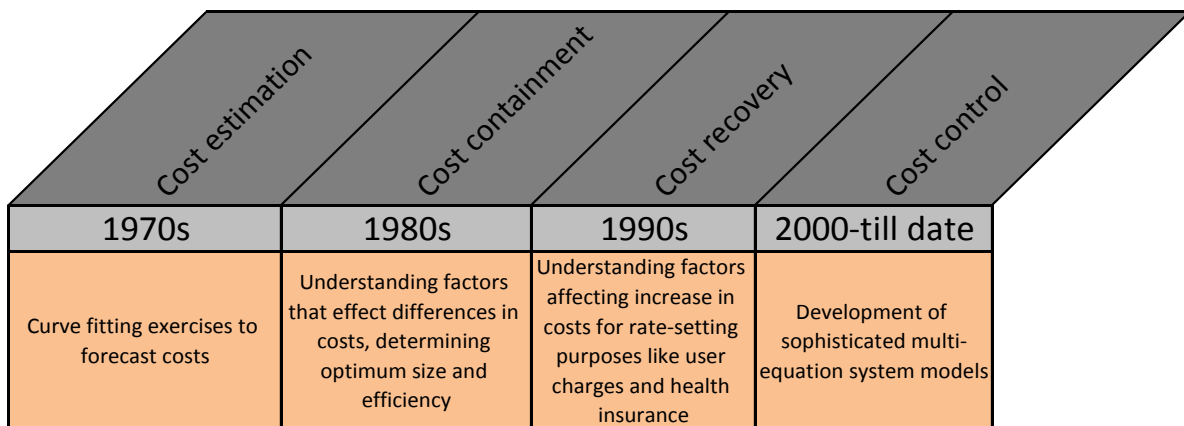 Cost estimation
Cost containment
Cost recovery
Cost control
1970s
1980s
1990s
2000-till date
Curve fitting exercises to
forecast costs
Understanding factors
that effect differences in
costs, determining
optimum size and
efficiency
Understanding factors
affecting increase in
costs for rate-setting
purposes like user
charges and health
insurance
Development of
sophisticated multi-
equation system models